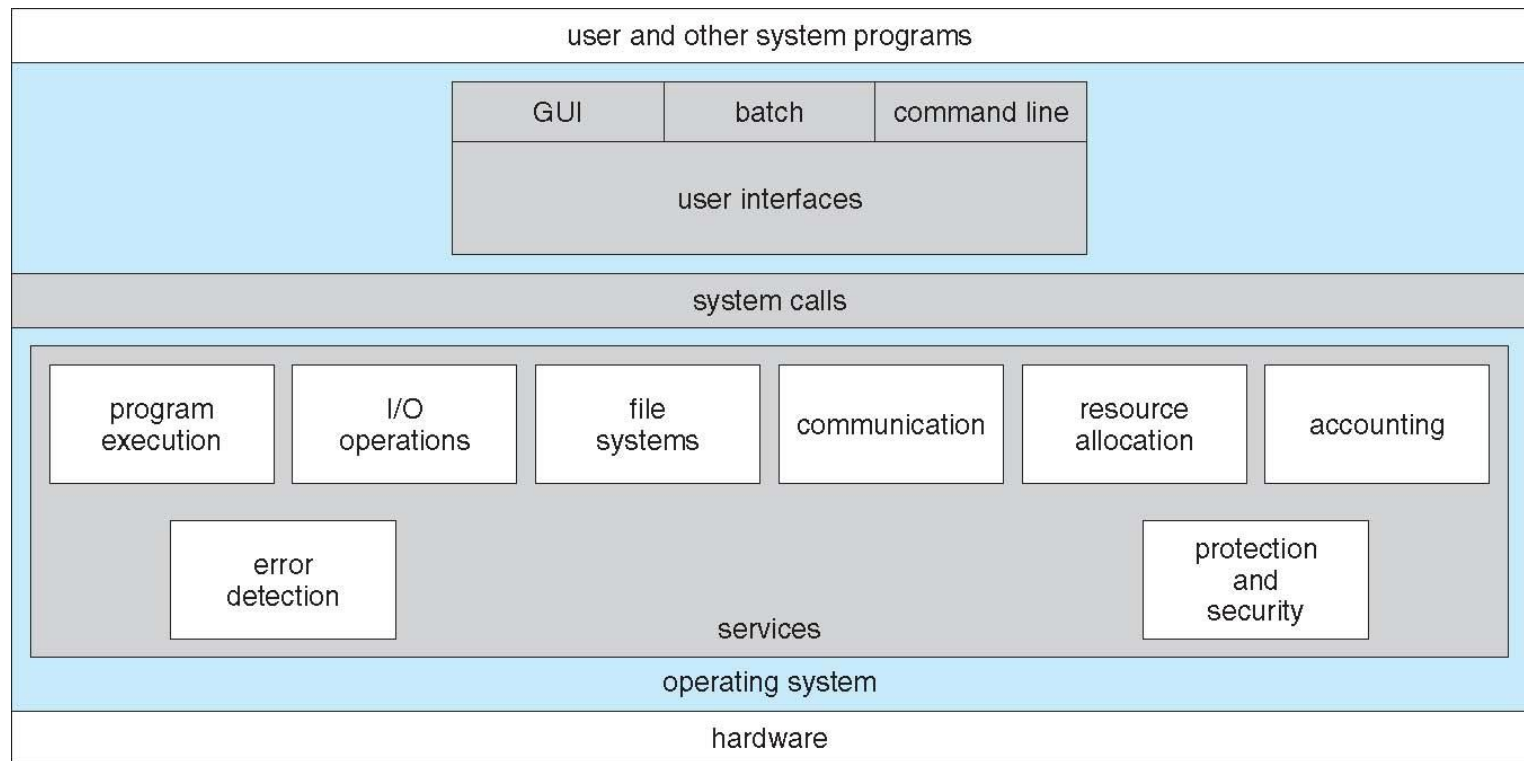 user and other system programs
GUI
batch
command line
user interfaces
system calls
program
execution
I/O
operations
file
systems
communication
resource
allocation
accounting
error
detection
protection
and
security
services
operating system
hardware